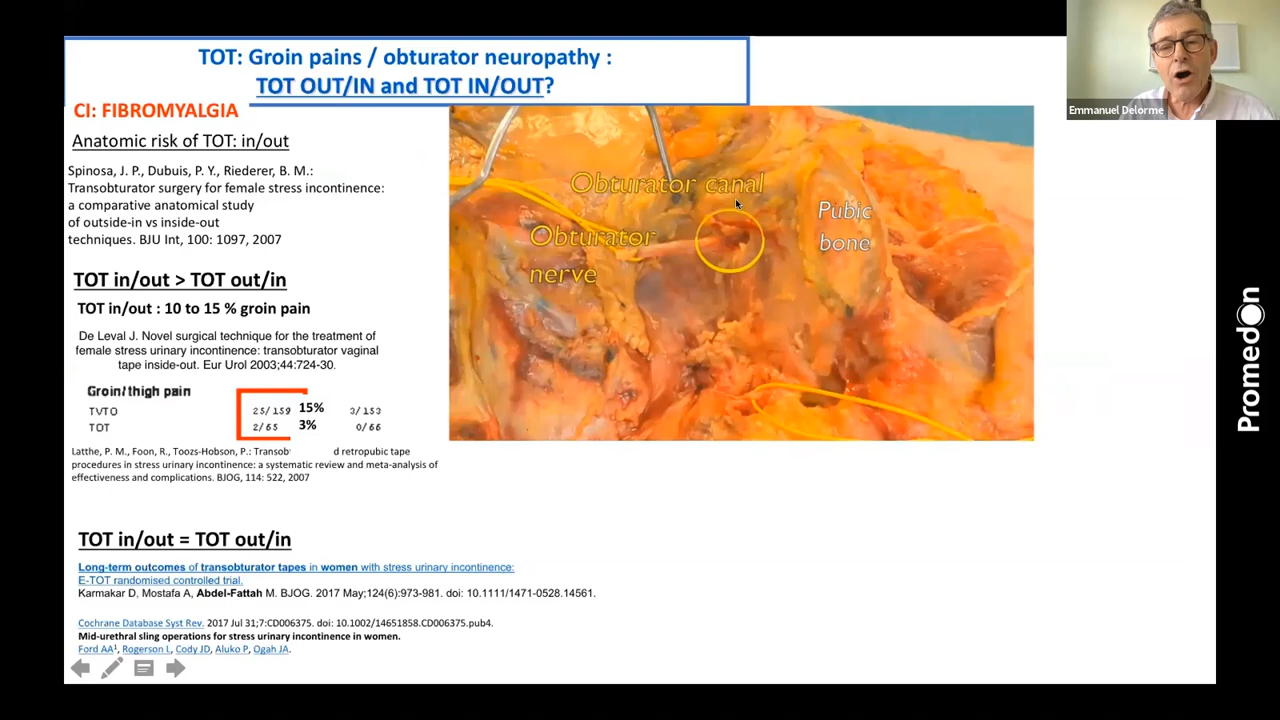 TOT: Groin pains / obturator neuropathy :
TOT OUT/IN and TOT IN/OUT?
CI: FIBROMYALGIA
Anatomic risk of TOT: in/out
Spinosa, J. P., Dubuis, P. Y., Riederer, B. M.:
Transobturator surgery for female stress incontinence:
a comparative anatomical study
of outside-in vs inside-out
techniques. BJU Int, 100: 1097, 2007
TOT in/out > TOT out/in
TOT in/out : 10 to 15 % groin pain
De Leval J. Novel surgical technique for the treatment of
female stress urinary incontinence: transobturator vaginal
tape inside-out. Eur Urol 2003;44:724-30.
Groin/thigh pain
TVTO 25/159 15% 3/153
TOT 2/65 3% 0/66
Latthe, P. M., Foon, R., Toozs-Hobson, P.: Transob d retropubic tape
procedures in stress urinary incontinence: a systematic review and meta-analysis of
effectiveness and complications. BJOG, 114: 522, 2007
TOT in/out = TOT out/in
Long-term outcomes of transobturator tapes in women with stress urinary incontinence:
E-TOT randomised controlled trial.
Karmakar D, Mostafa A, Abdel-Fattah M. BJOG. 2017 May;124(6):973-981. doi: 10.1111/1471-0528.14561.
Cochrane Database Syst Rev. 2017 Jul 31;7:CD006375. doi: 10.1002/14651858.CD006375.pub4.
Mid-urethral sling operations for stress urinary incontinence in women.
Ford AA1, Rogerson L, Cody JD, Aluko P, Ogah JA.
Obturator canal
Obturator
nerve
Pubic
bone
Emmanuel Delorme
Promedon